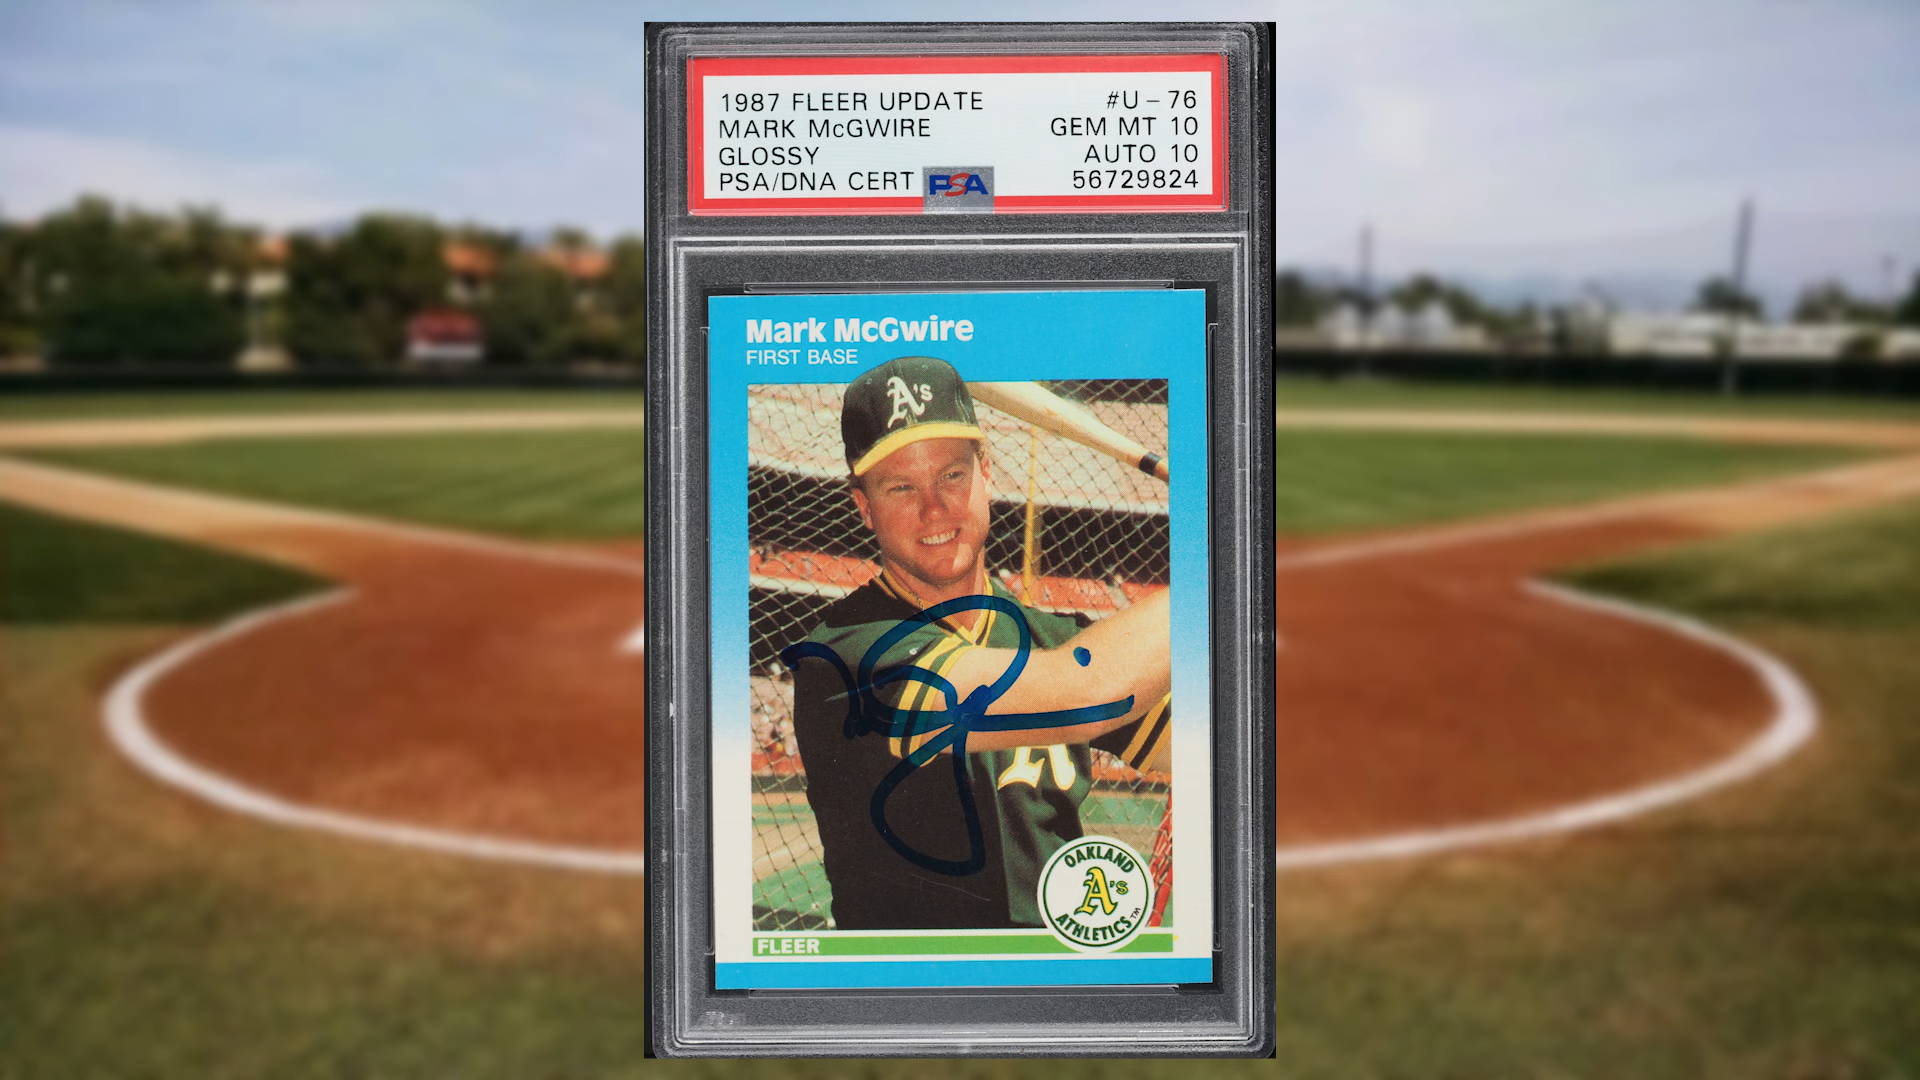 1987 FLEER UPDATE #U-76
MARK McGWIRE GEM MT 10
GLOSSY AUTO 10
PSA/DNA CERT PSA 56729824
Mark McGwire
FIRST BASE
A's
A
OAKLAND
A's
ATHLETICS™
FLEER